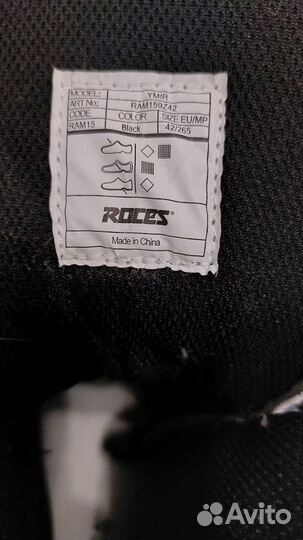 MODEL: YMIR
ART No: RAM159Z42
CODE COLOR SIZE EU/MP
RAM15 Black 42/265
ROCES
Made in China
Avito